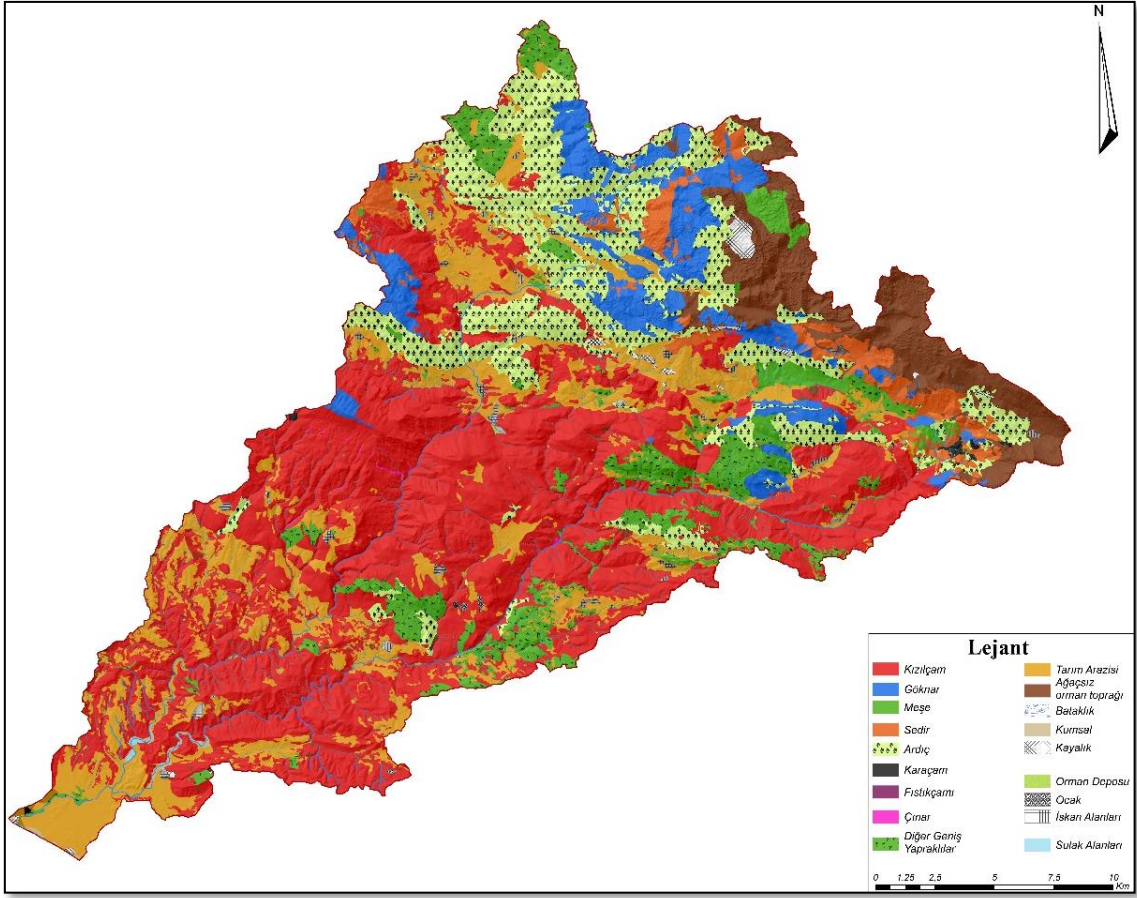 N
Lejant
Kızılçam
Göknar
Meşe
Sedir
Ardıç
Karaçam
Fıstıkçamı
Çınar
Diğer Geniş
Yapraklılar
Tarım Arazisi
Ağaçsız
orman toprağı
Bataklık
Kumsal
Kayalık
Orman Deposu
Ocak
İskan Alanları
Sulak Alanları
0 1.25 2,5 5 7.5 10
Km